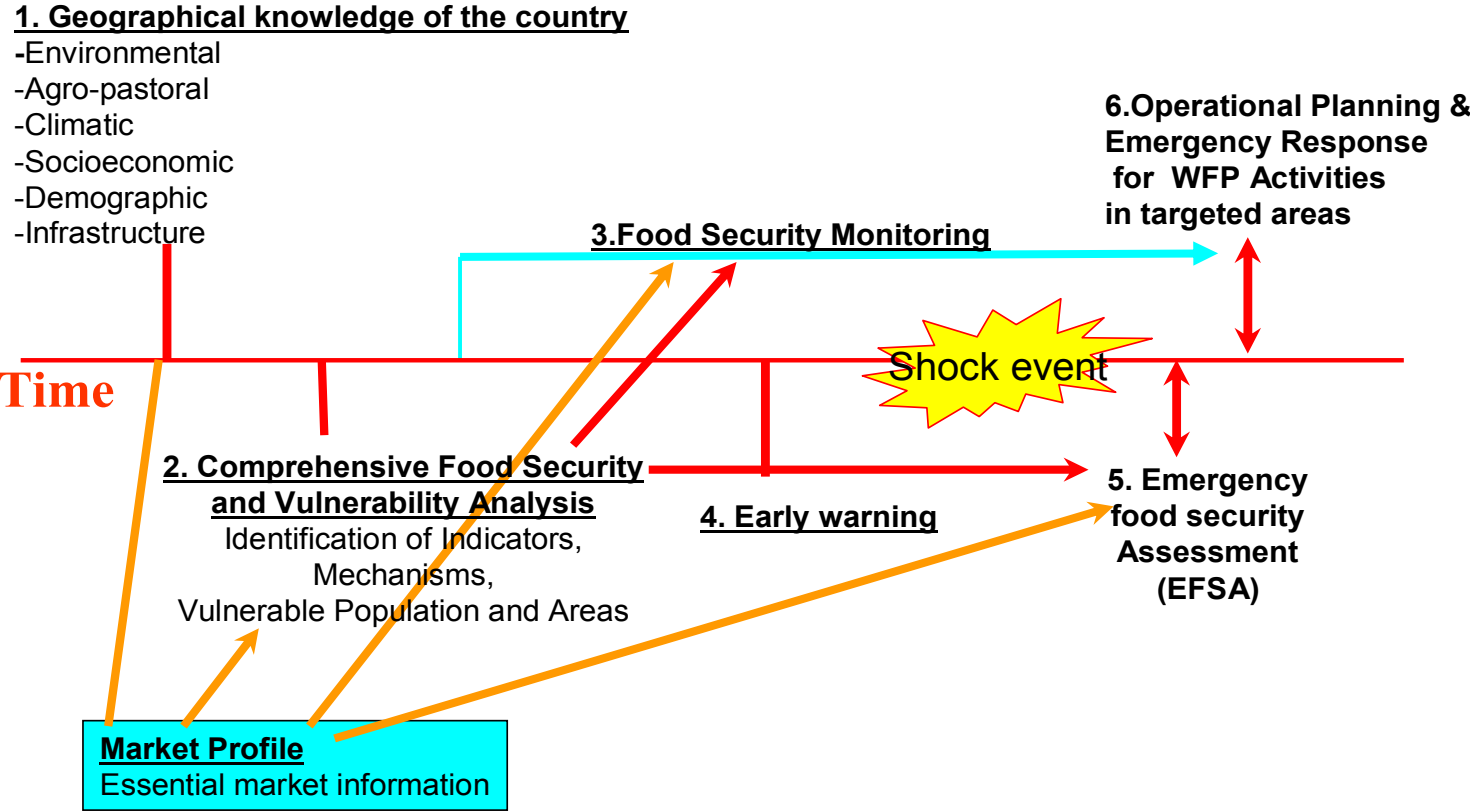 1. Geographical knowledge of the country
-Environmental
-Agro-pastoral
-Climatic
-Socioeconomic
-Demographic
-Infrastructure
6.Operational Planning &
Emergency Response
for WFP Activities
in targeted areas
3.Food Security Monitoring
Shock event
Time
2. Comprehensive Food Security
and Vulnerability Analysis
Identification of Indicators,
Mechanisms,
Vulnerable Population and Areas
4. Early warning
5. Emergency
food security
Assessment
(EFSA)
Market Profile
Essential market information